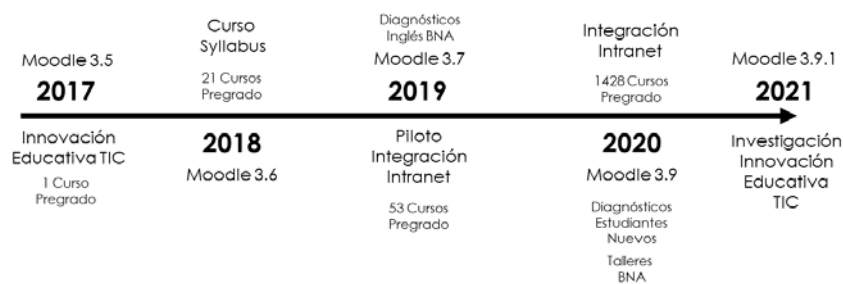 Moodle 3.5
2017
Innovación
Educativa TIC
1 Curso
Pregrado
Curso
Syllabus
21 Cursos
Pregrado
2018
Moodle 3.6
Diagnósticos
Inglés BNA
Moodle 3.7
2019
Piloto
Integración
Intranet
53 Cursos
Pregrado
Integración
Intranet
1428 Cursos
Pregrado
2020
Moodle 3.9
Diagnósticos
Estudiantes
Nuevos
Talleres
BNA
Moodle 3.9.1
2021
Investigación
Innovación
Educativa
TIC